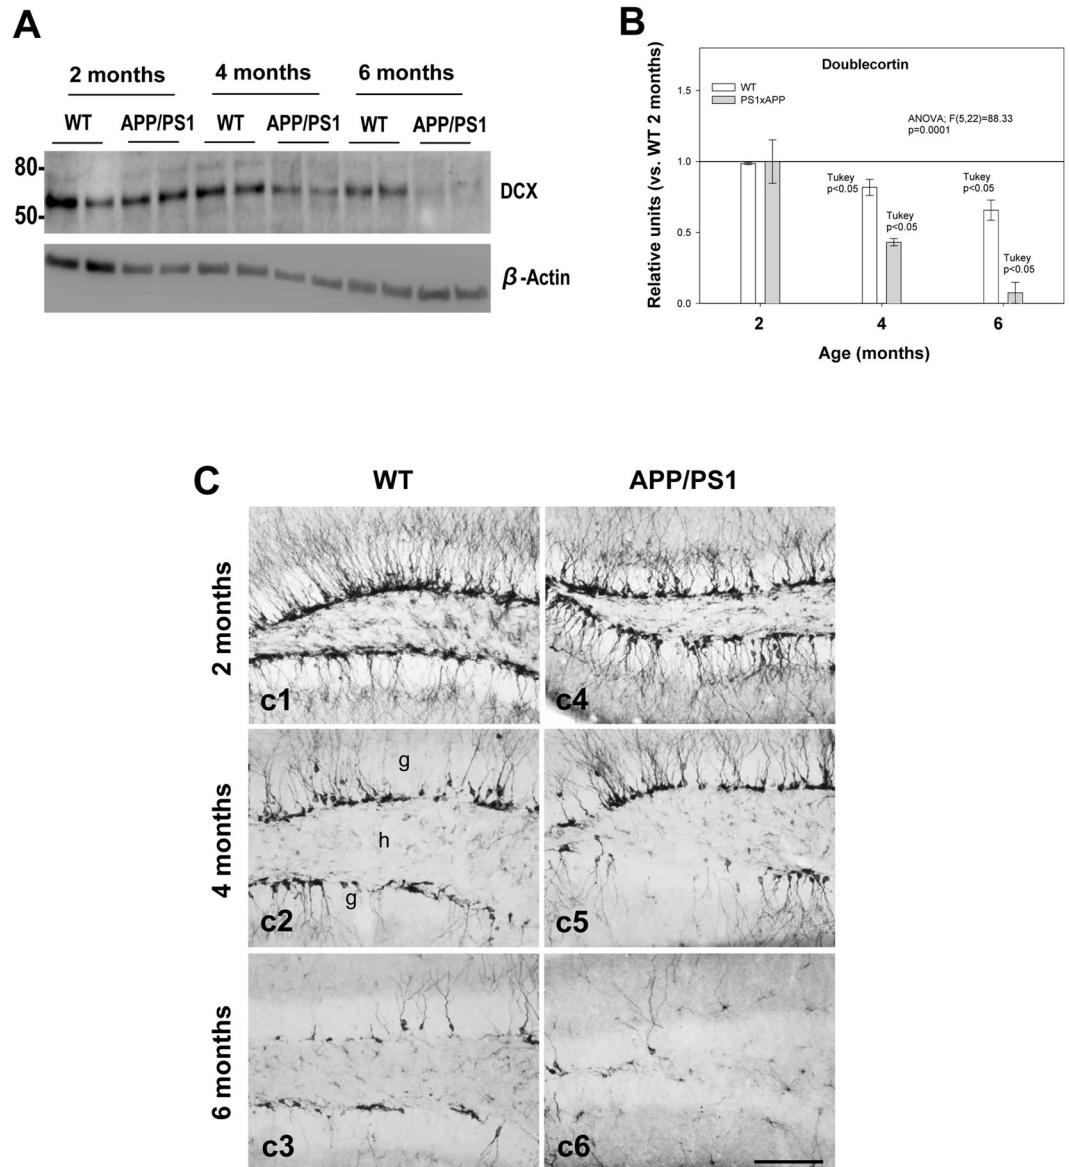 A
2 months 4 months 6 months
WT APP/PS1 WT APP/PS1 WT APP/PS1
80
50
DCX
β-Actin
B
Relative units (vs. WT 2 months)
1.5
1.0
0.5
0.0
Doublecortin
WT
PS1xAPP
ANOVA; F(5,22)=88.33
p=0.0001
Tukey
p<0.05
Tukey
p<0.05
Tukey
p<0.05
Tukey
p<0.05
2 4 6
Age (months)
C
WT APP/PS1
2 months
c1 c4
4 months
g
h
g
c2 c5
6 months
c3 c6